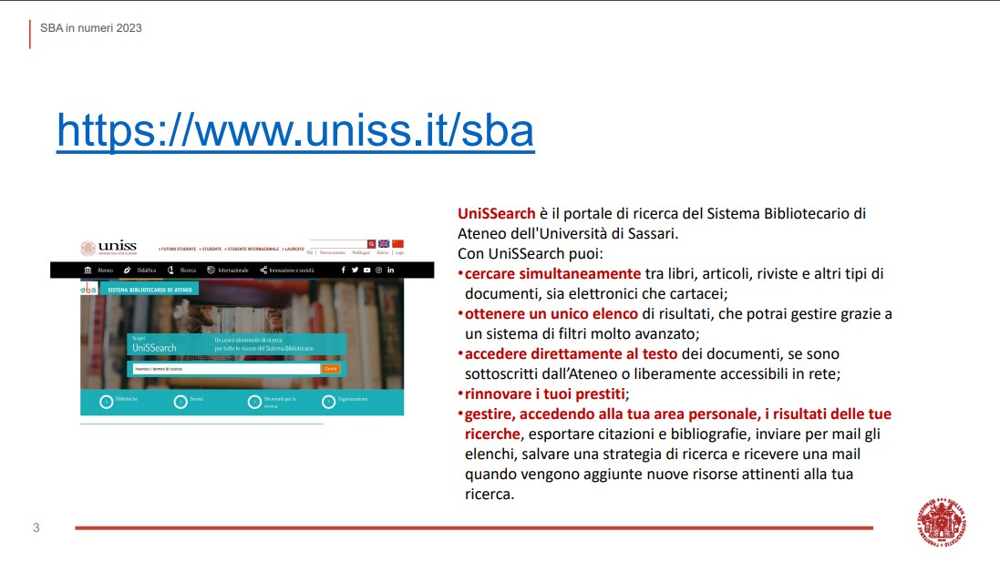 SBA in numeri 2023
https://www.uniss.it/sba
uniss
> FUTURO STUDENTE > STUDENTE > STUDENTE INTERNAZIONALE > LAUREATO
FAQ | Ricerca avanzata Multilingual Rubrica Login
Ateneo Didattica Ricerca Internazionale Innovazione e società
sba SISTEMA BIBLIOTECARIO DI ATENEO
Scopri
UniSSearch
Un unico strumento di ricerca
per tutte le risorse del Sistema Bibliotecario
Inserisci i termini di ricerca Cerca
Biblioteche Servizi Strumenti per la
ricerca Organizzazione
UniSSearch è il portale di ricerca del Sistema Bibliotecario di
Ateneo dell'Università di Sassari.
Con UniSSearch puoi:
•cercare simultaneamente tra libri, articoli, riviste e altri tipi di
documenti, sia elettronici che cartacei;
•ottenere un unico elenco di risultati, che potrai gestire grazie a
un sistema di filtri molto avanzato;
•accedere direttamente al testo dei documenti, se sono
sottoscritti dall’Ateneo o liberamente accessibili in rete;
•rinnovare i tuoi prestiti;
•gestire, accedendo alla tua area personale, i risultati delle tue
ricerche, esportare citazioni e bibliografie, inviare per mail gli
elenchi, salvare una strategia di ricerca e ricevere una mail
quando vengono aggiunte nuove risorse attinenti alla tua
ricerca.
3